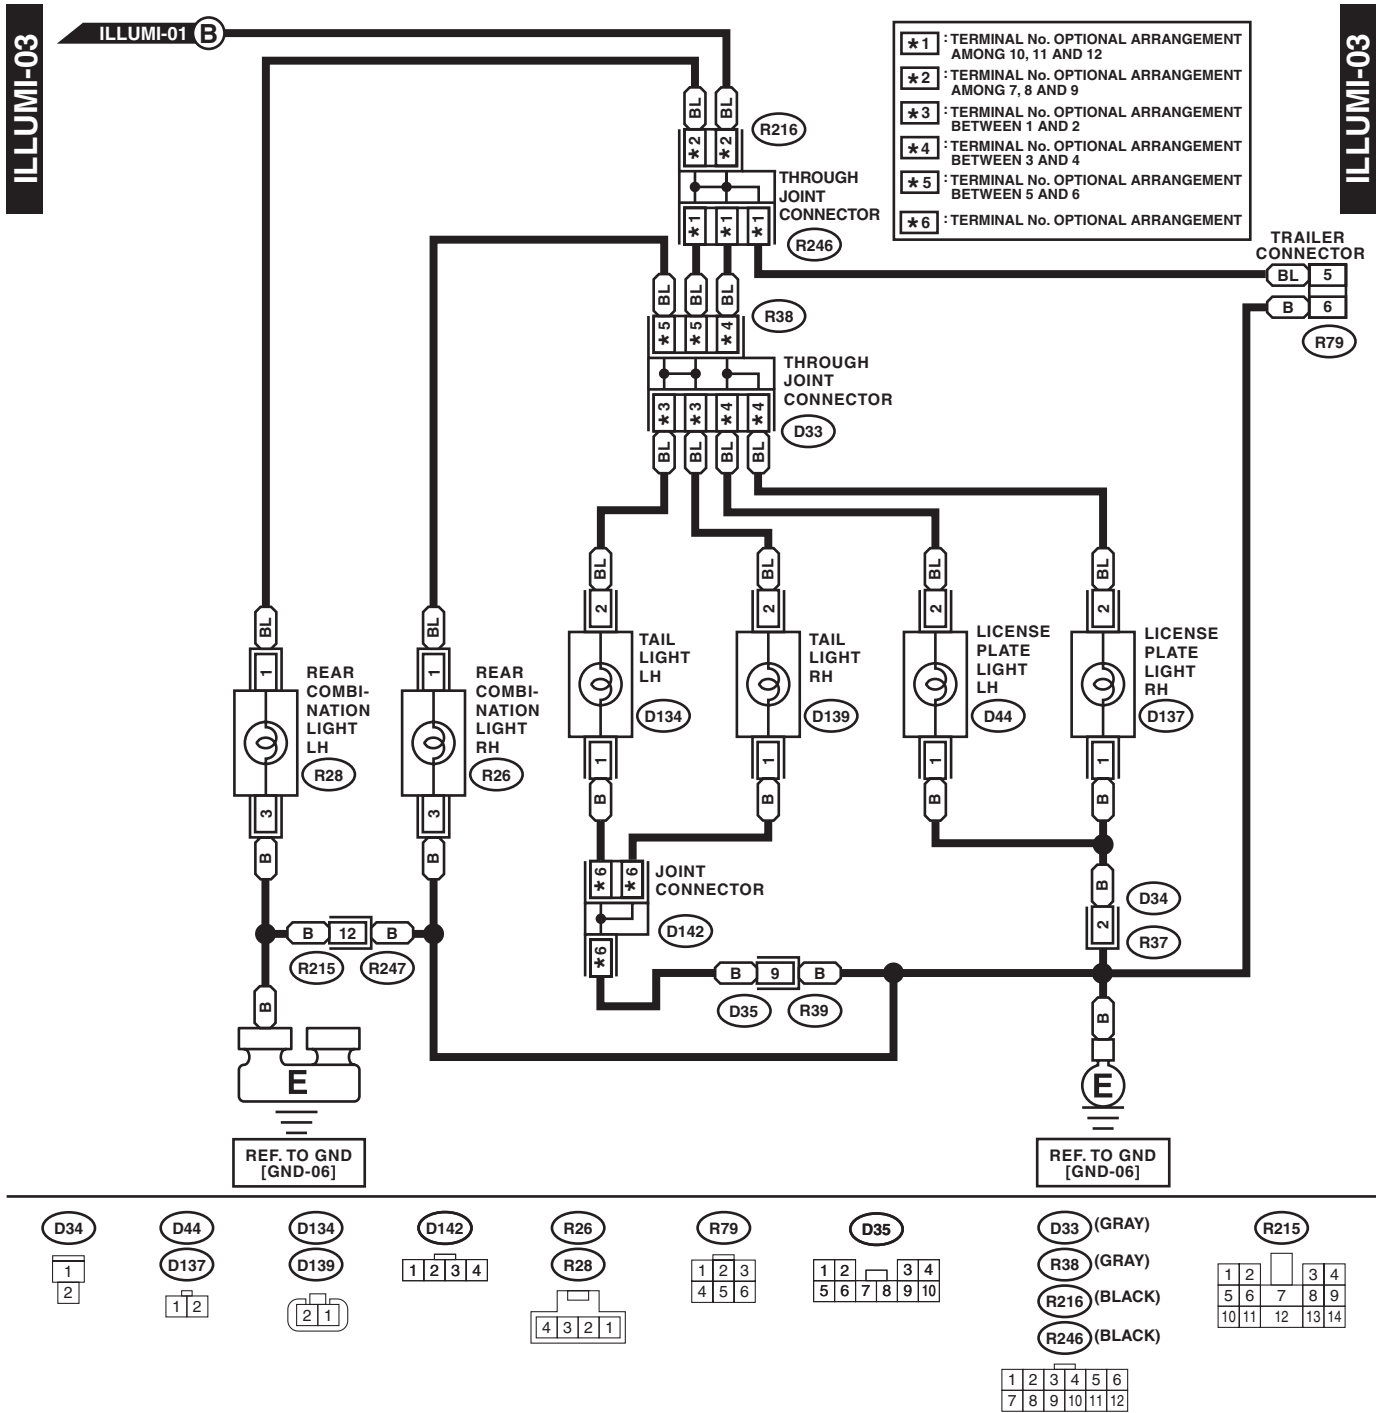 ILLUMI-03
ILLUMI-01 B
ILLUMI-03
*1 : TERMINAL No. OPTIONAL ARRANGEMENT
AMONG 10, 11 AND 12
*2 : TERMINAL No. OPTIONAL ARRANGEMENT
AMONG 7, 8 AND 9
*3 : TERMINAL No. OPTIONAL ARRANGEMENT
BETWEEN 1 AND 2
*4 : TERMINAL No. OPTIONAL ARRANGEMENT
BETWEEN 3 AND 4
*5 : TERMINAL No. OPTIONAL ARRANGEMENT
BETWEEN 5 AND 6
*6 : TERMINAL No. OPTIONAL ARRANGEMENT
BL BL
*2 *2
R216
THROUGH
JOINT
CONNECTOR
*1 *1 *1
R246
TRAILER
CONNECTOR
BL 5
B 6
R79
BL BL BL
*5 *5 *4
R38
THROUGH
JOINT
CONNECTOR
*3 *3 *4 *4
D33
BL BL BL BL
BL BL BL BL
2 2 2 2
TAIL
LIGHT
LH
D134
TAIL
LIGHT
RH
D139
LICENSE
PLATE
LIGHT
LH
D44
LICENSE
PLATE
LIGHT
RH
D137
1 1 1 1
B B B B
BL BL
1 1
REAR
COMBI-
NATION
LIGHT
LH
R28
REAR
COMBI-
NATION
LIGHT
RH
R26
3 3
B B
*6 *6
JOINT
CONNECTOR
D142
*6
B
D34
2
R37
B 12 B
R215 R247
B 9 B
D35 R39
B
B
E
E
REF. TO GND
[GND-06]
REF. TO GND
[GND-06]
D34
1
2
D44
D137
1 2
D134
D139
2 1
D142
1 2 3 4
R26
R28
4 3 2 1
R79
1 2 3
4 5 6
D35
1 2 3 4
5 6 7 8 9 10
D33 (GRAY)
R38 (GRAY)
R216 (BLACK)
R246 (BLACK)
1 2 3 4 5 6
7 8 9 10 11 12
R215
1 2 3 4
5 6 7 8 9
10 11 12 13 14